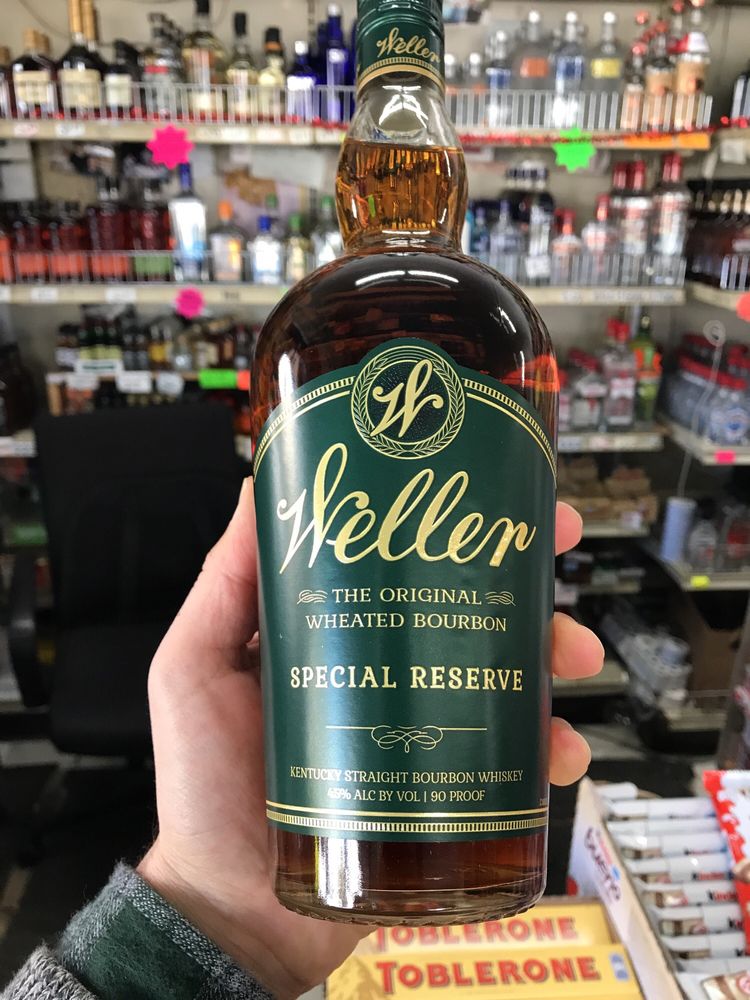 Weller
W
Weller
THE ORIGINAL
WHEATED BOURBON
SPECIAL RESERVE
KENTUCKY STRAIGHT BOURBON WHISKEY
45% ALC BY VOL | 90 PROOF
TOBLERONE
TOBLERONE
bueno